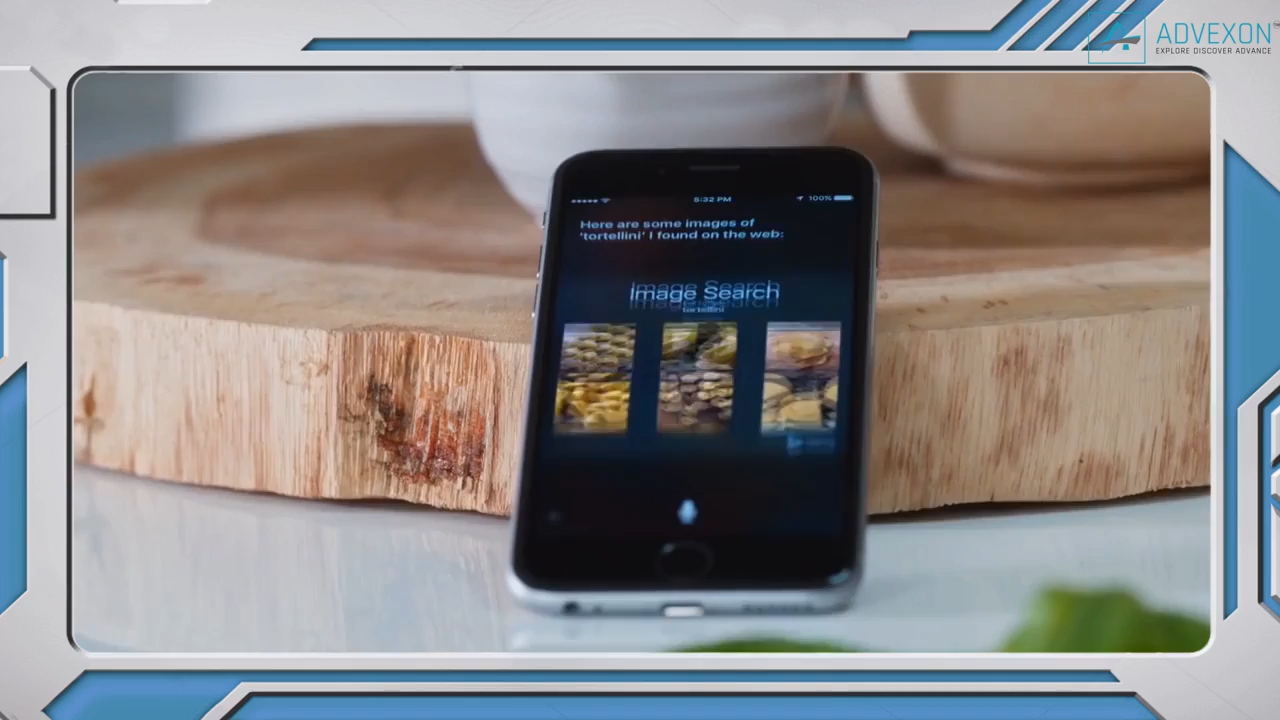 ADVEXON
EXPLORE DISCOVER ADVANCE
5:32 PM
100%
Here are some images of
'tortellini' I found on the web:
Image Search
tortellini